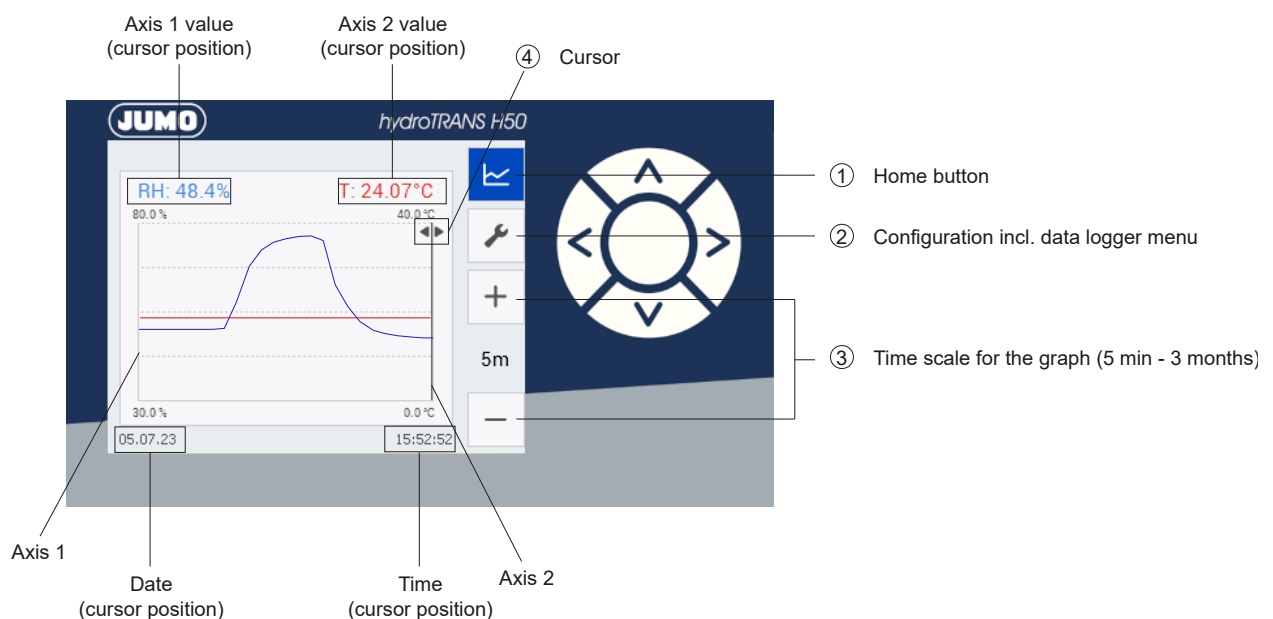 Axis 1 value
(cursor position)
Axis 2 value
(cursor position)
4 Cursor
JUMO
hydroTRANS H50
RH: 48.4%
T: 24.07°C
80.0 %
40.0 °C
1 Home button
2 Configuration incl. data logger menu
5m
3 Time scale for the graph (5 min - 3 months)
30.0 %
0.0 °C
05.07.23
15:52:52
Axis 1
Date
(cursor position)
Time
(cursor position)
Axis 2